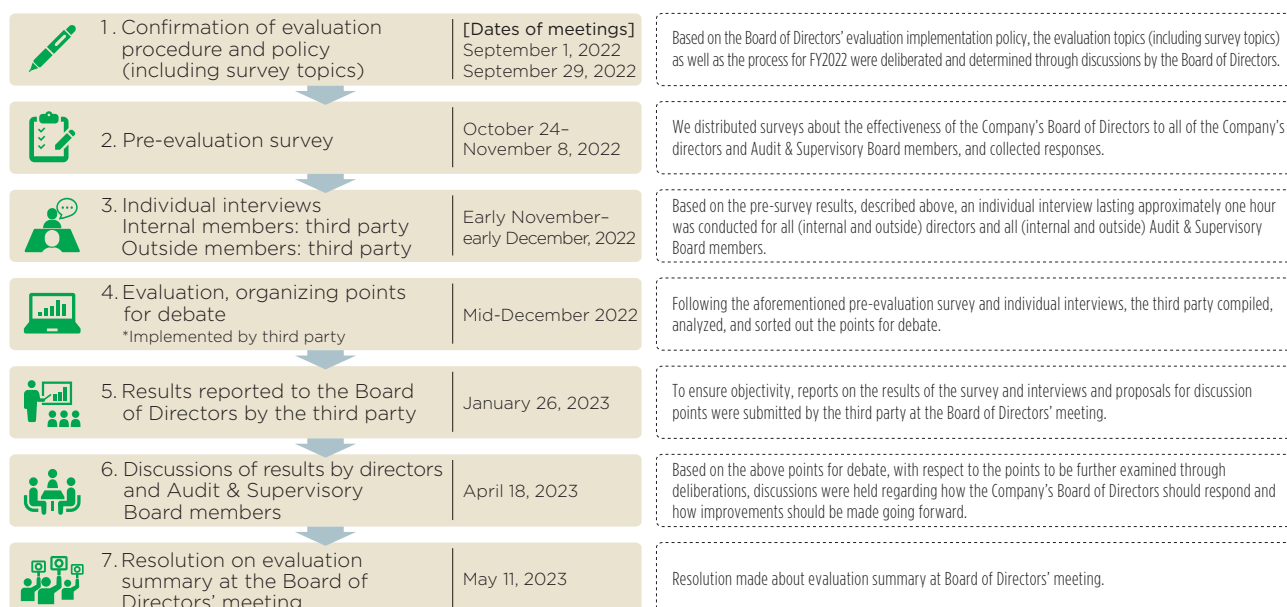 1. Confirmation of evaluation
procedure and policy
(including survey topics)
[Dates of meetings]
September 1, 2022
September 29, 2022
Based on the Board of Directors' evaluation implementation policy, the evaluation topics (including survey topics)
as well as the process for FY2022 were deliberated and determined through discussions by the Board of Directors.
2. Pre-evaluation survey
October 24–
November 8, 2022
We distributed surveys about the effectiveness of the Company's Board of Directors to all of the Company's
directors and Audit & Supervisory Board members, and collected responses.
3. Individual interviews
Internal members: third party
Outside members: third party
Early November–
early December, 2022
Based on the pre-survey results, described above, an individual interview lasting approximately one hour
was conducted for all (internal and outside) directors and all (internal and outside) Audit & Supervisory
Board members.
4. Evaluation, organizing points
for debate
*Implemented by third party
Mid-December 2022
Following the aforementioned pre-evaluation survey and individual interviews, the third party compiled,
analyzed, and sorted out the points for debate.
5. Results reported to the Board
of Directors by the third party
January 26, 2023
To ensure objectivity, reports on the results of the survey and interviews and proposals for discussion
points were submitted by the third party at the Board of Directors' meeting.
6. Discussions of results by directors
and Audit & Supervisory
Board members
April 18, 2023
Based on the above points for debate, with respect to the points to be further examined through
deliberations, discussions were held regarding how the Company's Board of Directors should respond and
how improvements should be made going forward.
7. Resolution on evaluation
summary at the Board of
Directors' meeting
May 11, 2023
Resolution made about evaluation summary at Board of Directors' meeting.